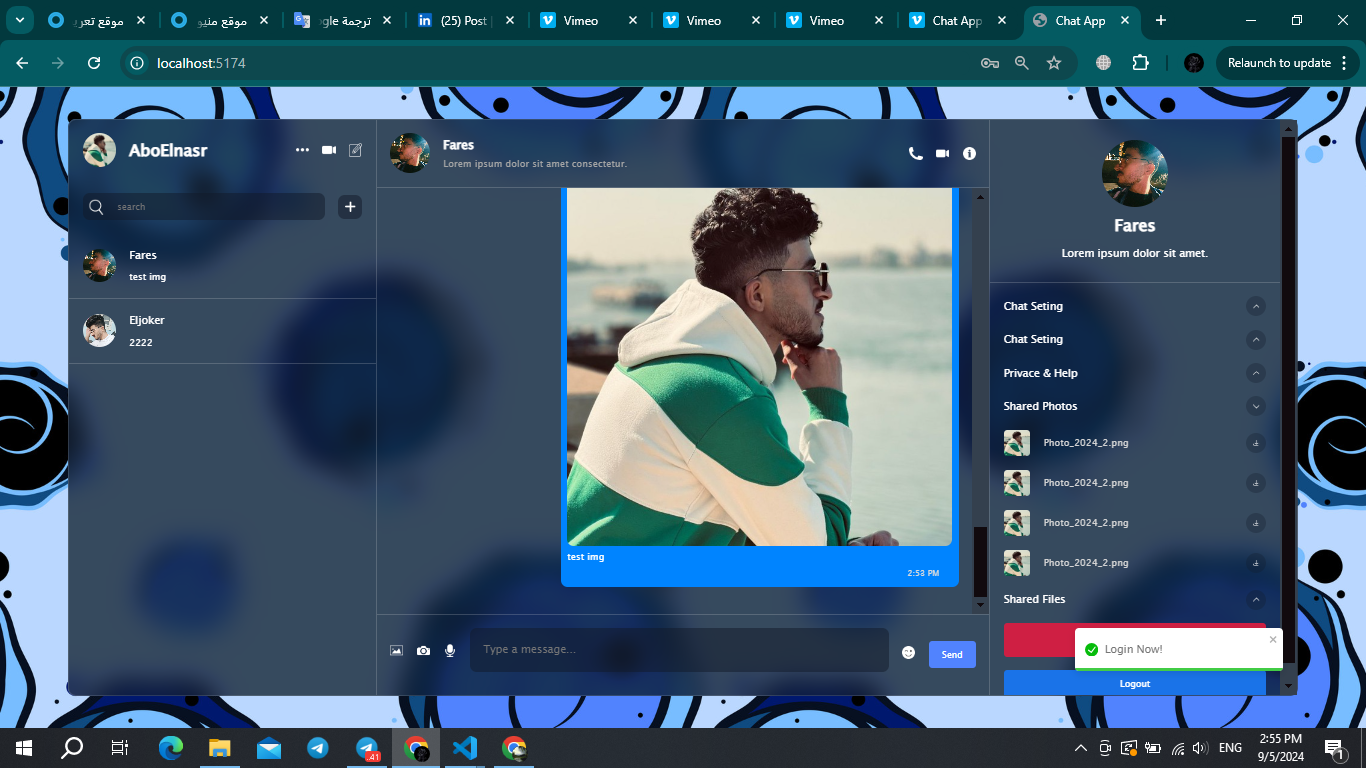 موقع تعري
موقع منيو
ترجمة gle
(25) Post |
Vimeo
Vimeo
Vimeo
Chat App
Chat App
localhost:5174
Relaunch to update
AboElnasr
search
Fares
test img
Eljoker
2222
Fares
Lorem ipsum dolor sit amet consectetur.
test img
2:53 PM
Type a message...
Send
Fares
Lorem ipsum dolor sit amet.
Chat Seting
Chat Seting
Privace & Help
Shared Photos
Photo_2024_2.png
Photo_2024_2.png
Photo_2024_2.png
Photo_2024_2.png
Shared Files
Login Now!
Logout
41
ENG
2:55 PM
9/5/2024
1